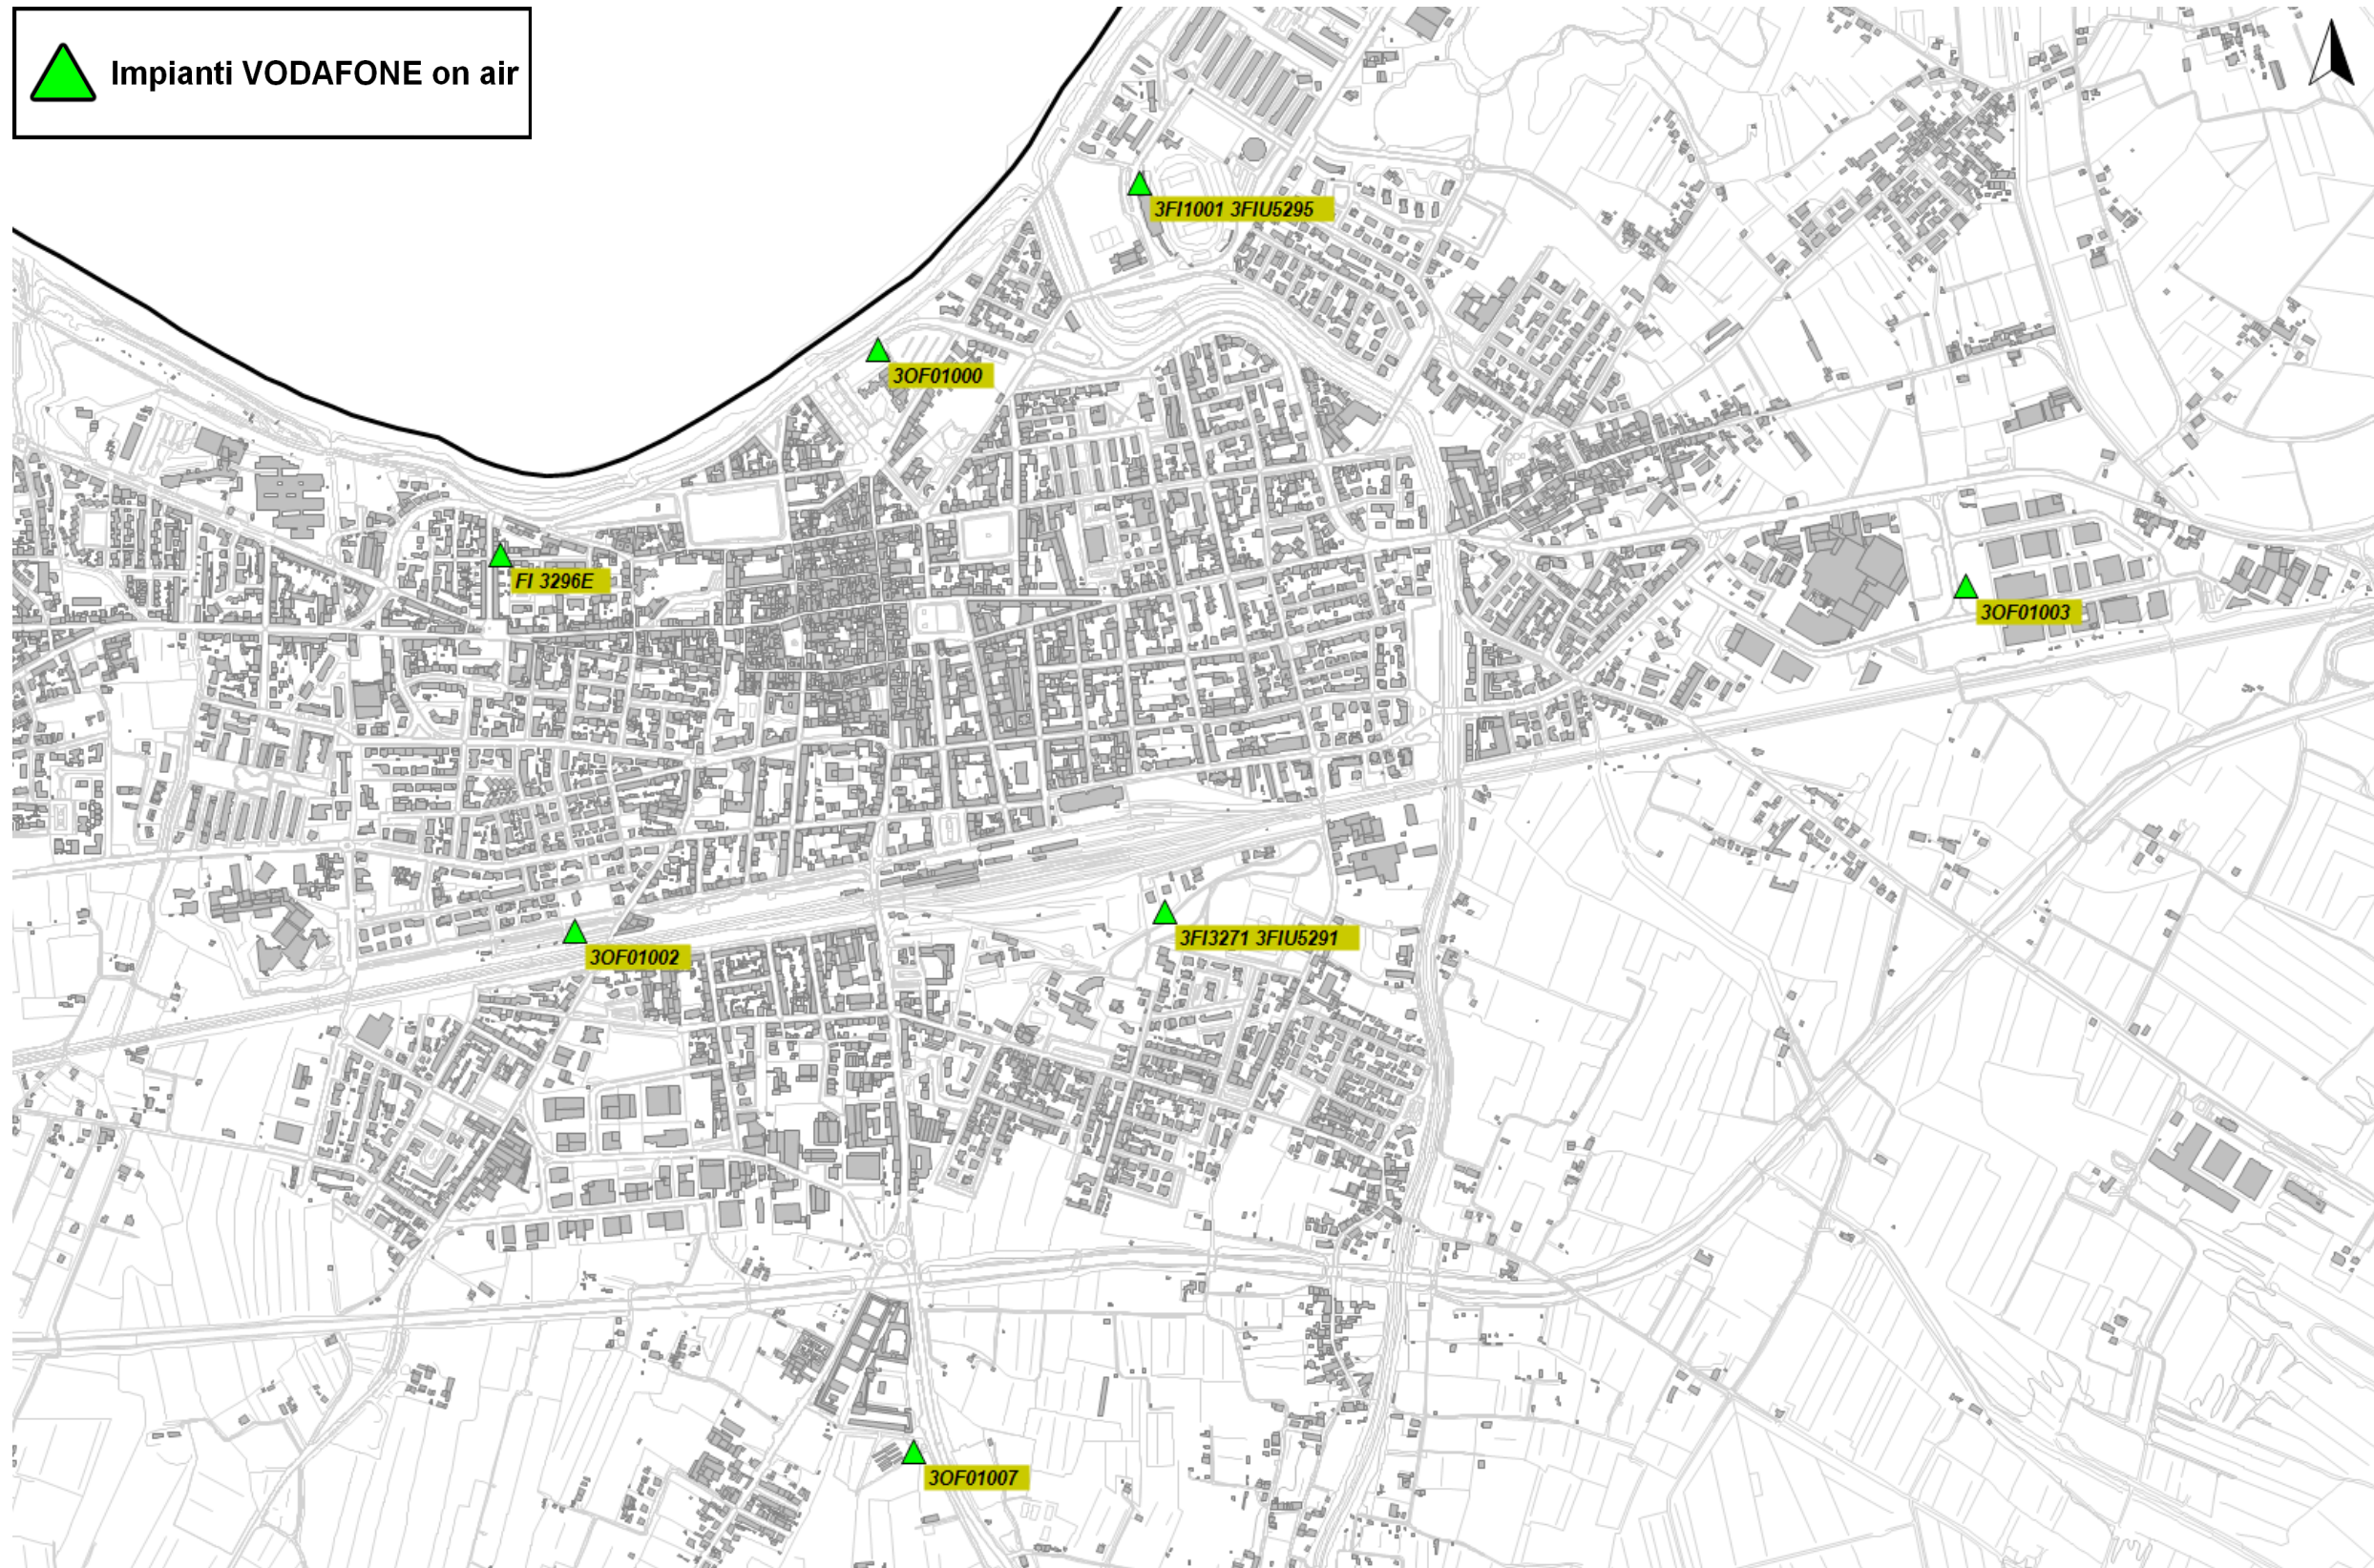 Impianti VODAFONE on air
3FI1001 3FIU5295
3OF01000
FI 3296E
3OF01003
3FI3271 3FIU5291
3OF01002
3OF01007